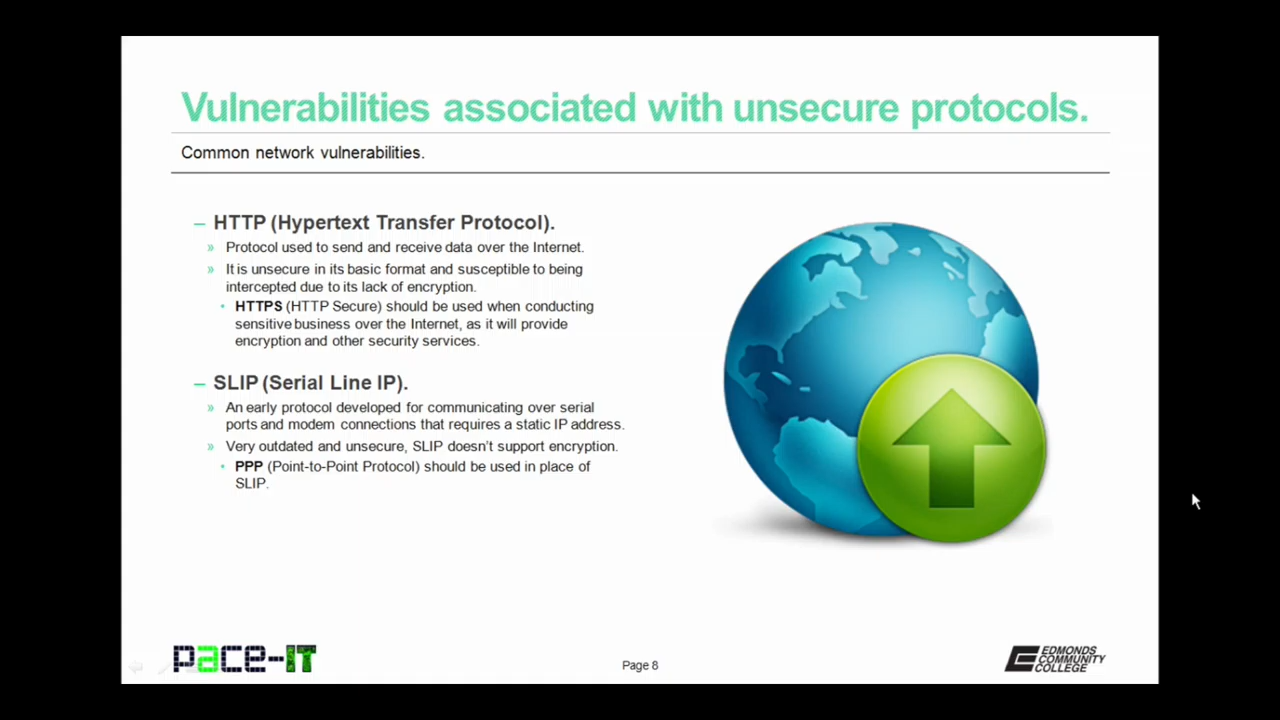 Vulnerabilities associated with unsecure protocols.
Common network vulnerabilities.
– HTTP (Hypertext Transfer Protocol).
» Protocol used to send and receive data over the Internet.
» It is unsecure in its basic format and susceptible to being
intercepted due to its lack of encryption.
• HTTPS (HTTP Secure) should be used when conducting
sensitive business over the Internet, as it will provide
encryption and other security services.
– SLIP (Serial Line IP).
» An early protocol developed for communicating over serial
ports and modem connections that requires a static IP address.
» Very outdated and unsecure, SLIP doesn't support encryption.
• PPP (Point-to-Point Protocol) should be used in place of
SLIP.
pace-IT
Page 8
EDMONDS
COMMUNITY
COLLEGE